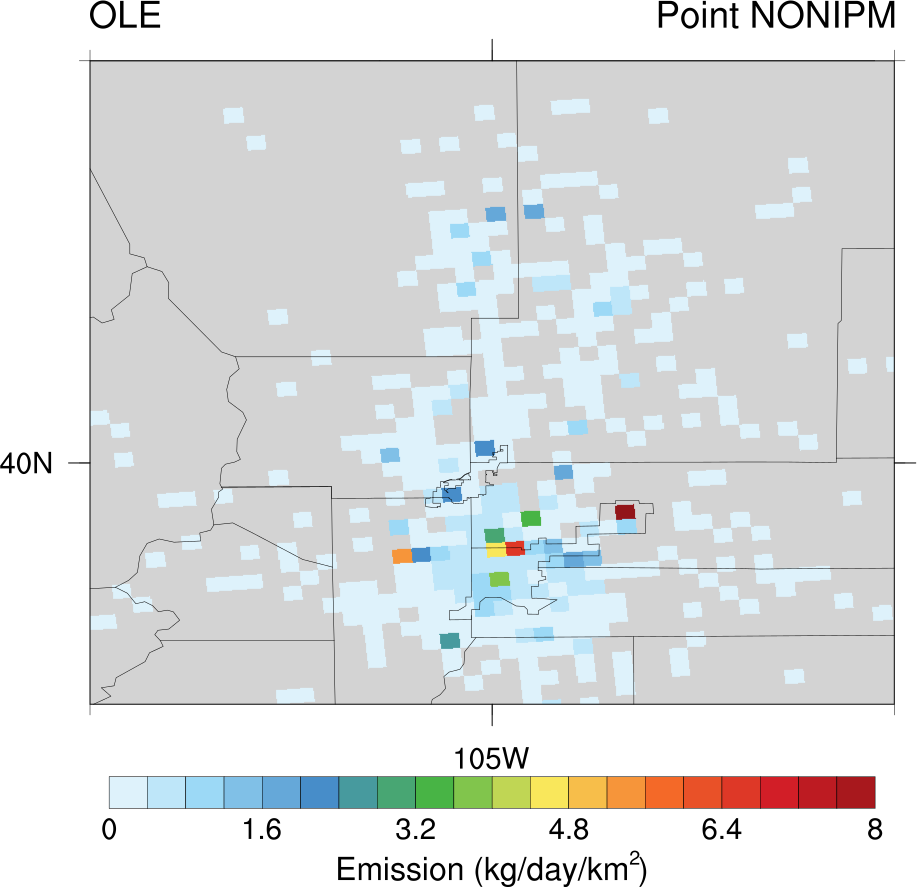 OLE Point NONIPM
40N
105W
0 1.6 3.2 4.8 6.4 8
Emission (kg/day/km²)